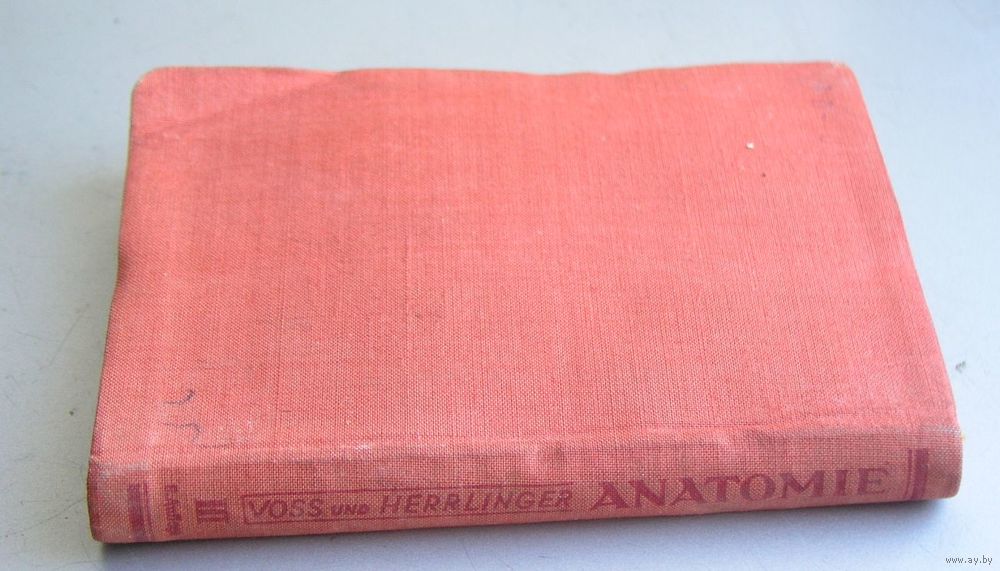 III VOSS UND HERRLINGER ANATOMIE
www.ay.by